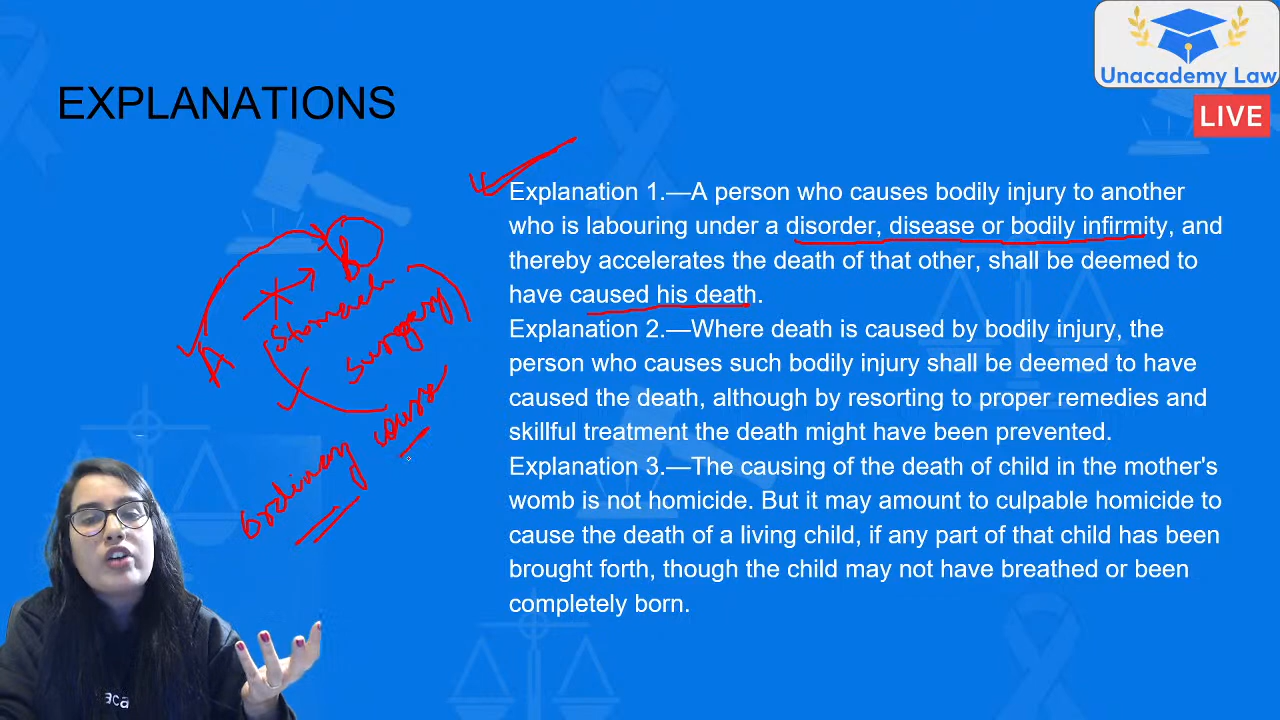 Unacademy Law
LIVE
EXPLANATIONS
Explanation 1.—A person who causes bodily injury to another
who is labouring under a disorder, disease or bodily infirmity, and
thereby accelerates the death of that other, shall be deemed to
have caused his death.
Explanation 2.—Where death is caused by bodily injury, the
person who causes such bodily injury shall be deemed to have
caused the death, although by resorting to proper remedies and
skillful treatment the death might have been prevented.
Explanation 3.—The causing of the death of child in the mother's
womb is not homicide. But it may amount to culpable homicide to
cause the death of a living child, if any part of that child has been
brought forth, though the child may not have breathed or been
completely born.
A
B
Stomach
Surgery
ordinary course
aca